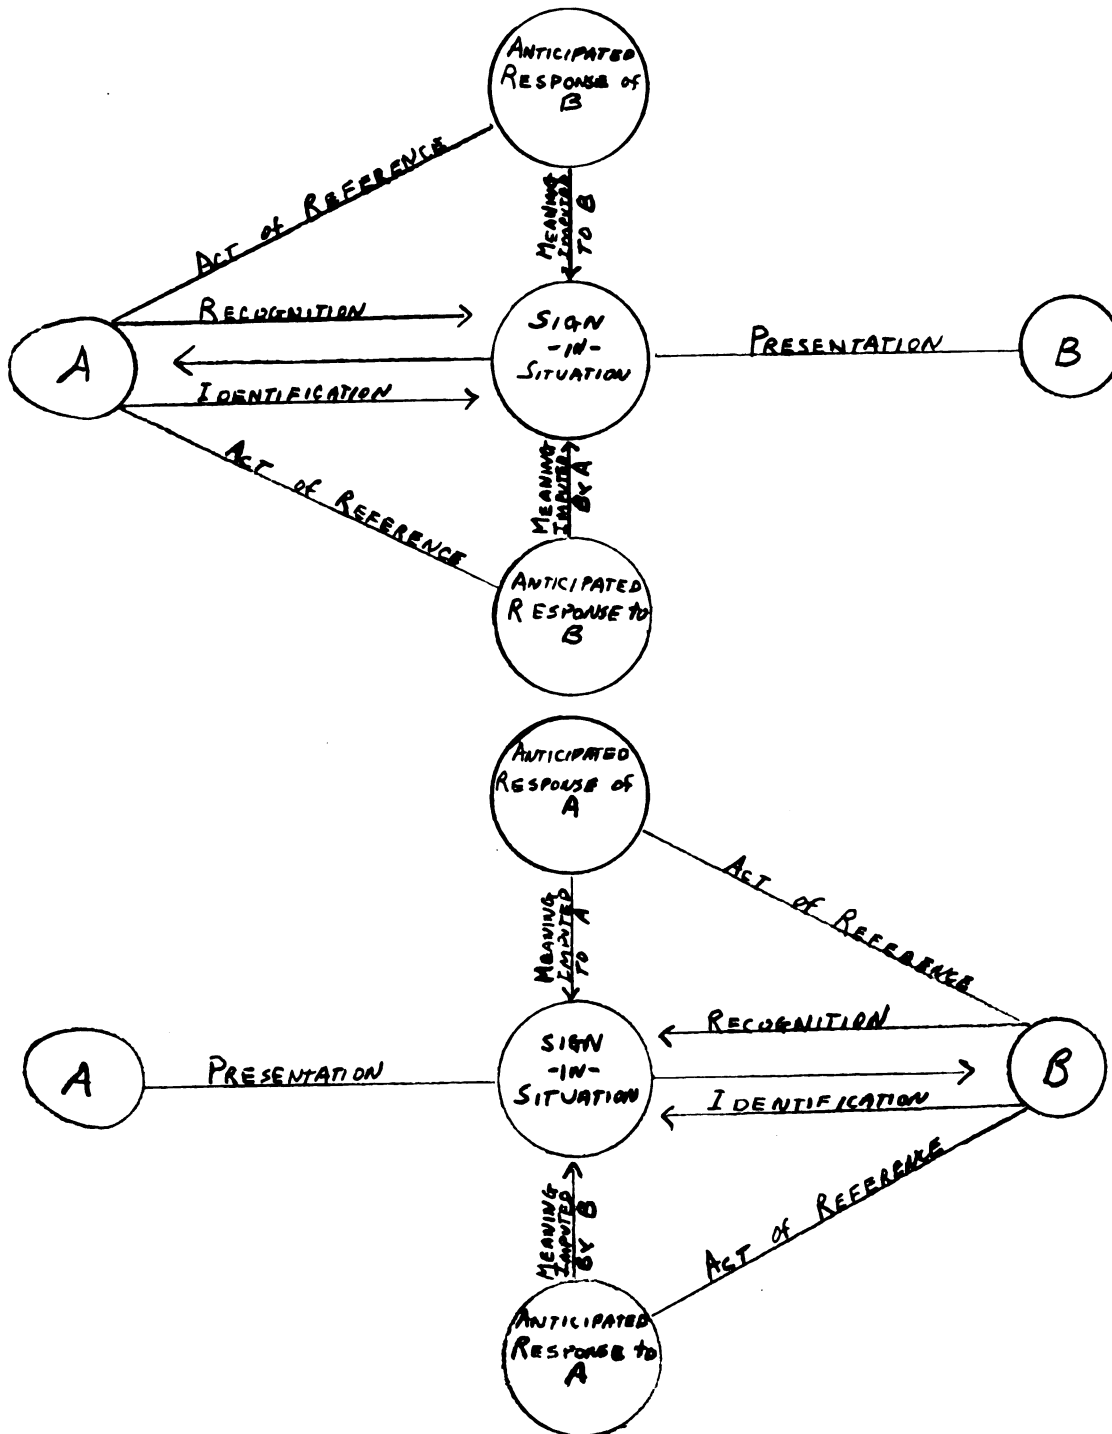 ANTICIPATED
RESPONSE of
B
ACT of REFERENCE
MEANING
IMPUTED
TO B
RECOGNITION
A
SIGN
-IN-
SITUATION
PRESENTATION
B
IDENTIFICATION
ACT of REFERENCE
MEANING
IMPUTED
BY A
ANTICIPATED
RESPONSE to
B
ANTICIPATED
RESPONSE of
A
ACT of REFERENCE
MEANING
IMPUTED
TO A
RECOGNITION
A
PRESENTATION
SIGN
-IN-
SITUATION
B
IDENTIFICATION
MEANING
IMPUTED
BY B
ACT of REFERENCE
ANTICIPATED
RESPONSE to
A